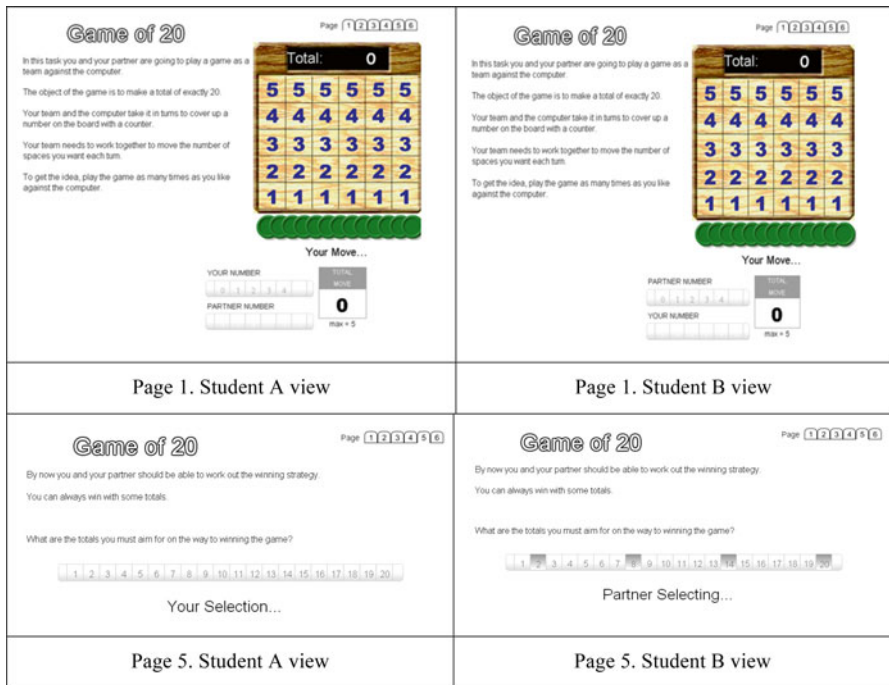 Game of 20
Page 1 2 3 4 5 6
In this task you and your partner are going to play a game as a
team against the computer.
The object of the game is to make a total of exactly 20.
Your team and the computer take it in turns to cover up a
number on the board with a counter.
Your team needs to work together to move the number of
spaces you want each turn.
To get the idea, play the game as many times as you like
against the computer.
Total: 0
5 5 5 5 5 5
4 4 4 4 4 4
3 3 3 3 3 3
2 2 2 2 2 2
1 1 1 1 1 1
Your Move...
YOUR NUMBER
0 1 2 3 4
PARTNER NUMBER
TOTAL
MOVE
0
max = 5
Page 1. Student A view
Game of 20
Page 1 2 3 4 5 6
In this task you and your partner are going to play a game as a
team against the computer.
The object of the game is to make a total of exactly 20.
Your team and the computer take it in turns to cover up a
number on the board with a counter.
Your team needs to work together to move the number of
spaces you want each turn.
To get the idea, play the game as many times as you like
against the computer.
Total: 0
5 5 5 5 5 5
4 4 4 4 4 4
3 3 3 3 3 3
2 2 2 2 2 2
1 1 1 1 1 1
Your Move...
PARTNER NUMBER
0 1 2 3 4
YOUR NUMBER
TOTAL
MOVE
0
max = 5
Page 1. Student B view
Game of 20
Page 1 2 3 4 5 6
By now you and your partner should be able to work out the winning strategy.
You can always win with some totals.
What are the totals you must aim for on the way to winning the game?
1 2 3 4 5 6 7 8 9 10 11 12 13 14 15 16 17 18 19 20
Your Selection...
Page 5. Student A view
Game of 20
Page 1 2 3 4 5 6
By now you and your partner should be able to work out the winning strategy.
You can always win with some totals.
What are the totals you must aim for on the way to winning the game?
1 2 3 4 5 6 7 8 9 10 11 12 13 14 15 16 17 18 19 20
Partner Selecting...
Page 5. Student B view